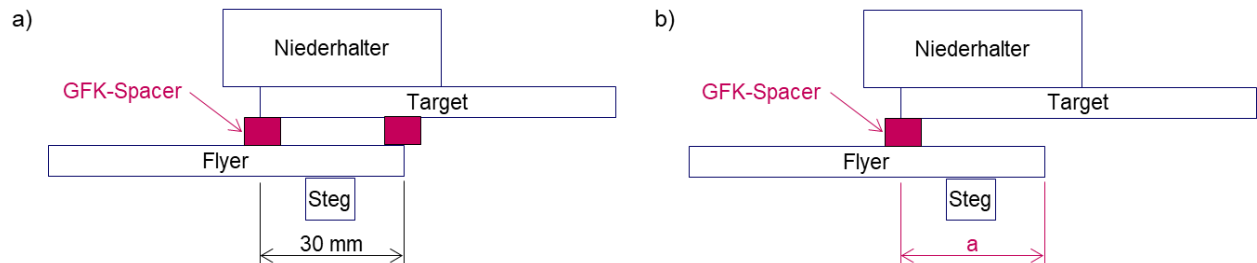 a)
Niederhalter
GFK-Spacer
Target
Flyer
Steg
30 mm
b)
Niederhalter
GFK-Spacer
Target
Flyer
Steg
a